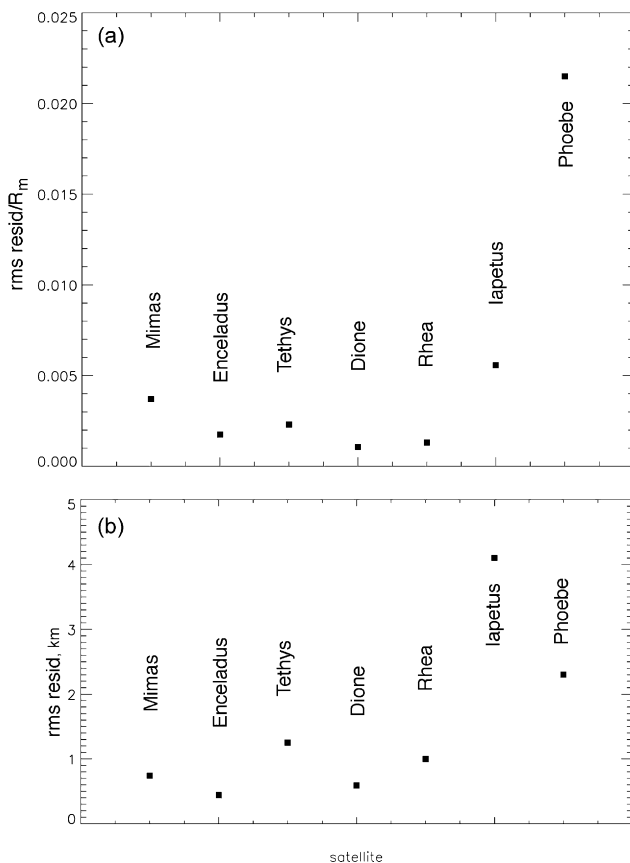 (a)
0.025
0.020
0.015
0.010
0.005
0.000
rms resid/Rm
Mimas
Enceladus
Tethys
Dione
Rhea
Iapetus
Phoebe
(b)
5
4
3
2
1
0
rms resid, km
Mimas
Enceladus
Tethys
Dione
Rhea
Iapetus
Phoebe
satellite